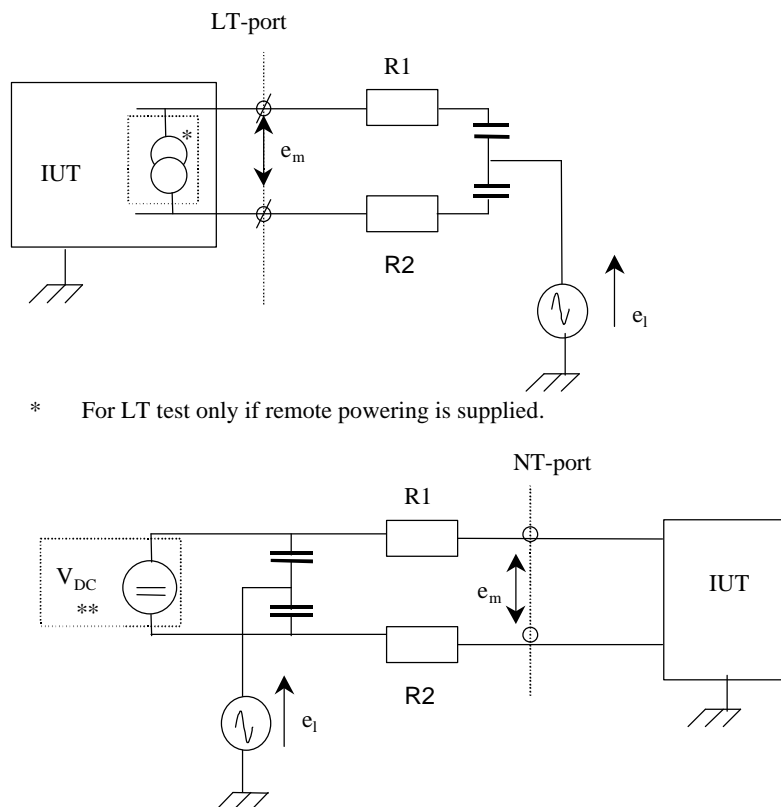 LT-port
R1
*
e_m
IUT
R2
e_l
* For LT test only if remote powering is supplied.
NT-port
R1
V_DC
**
e_m
IUT
R2
e_l